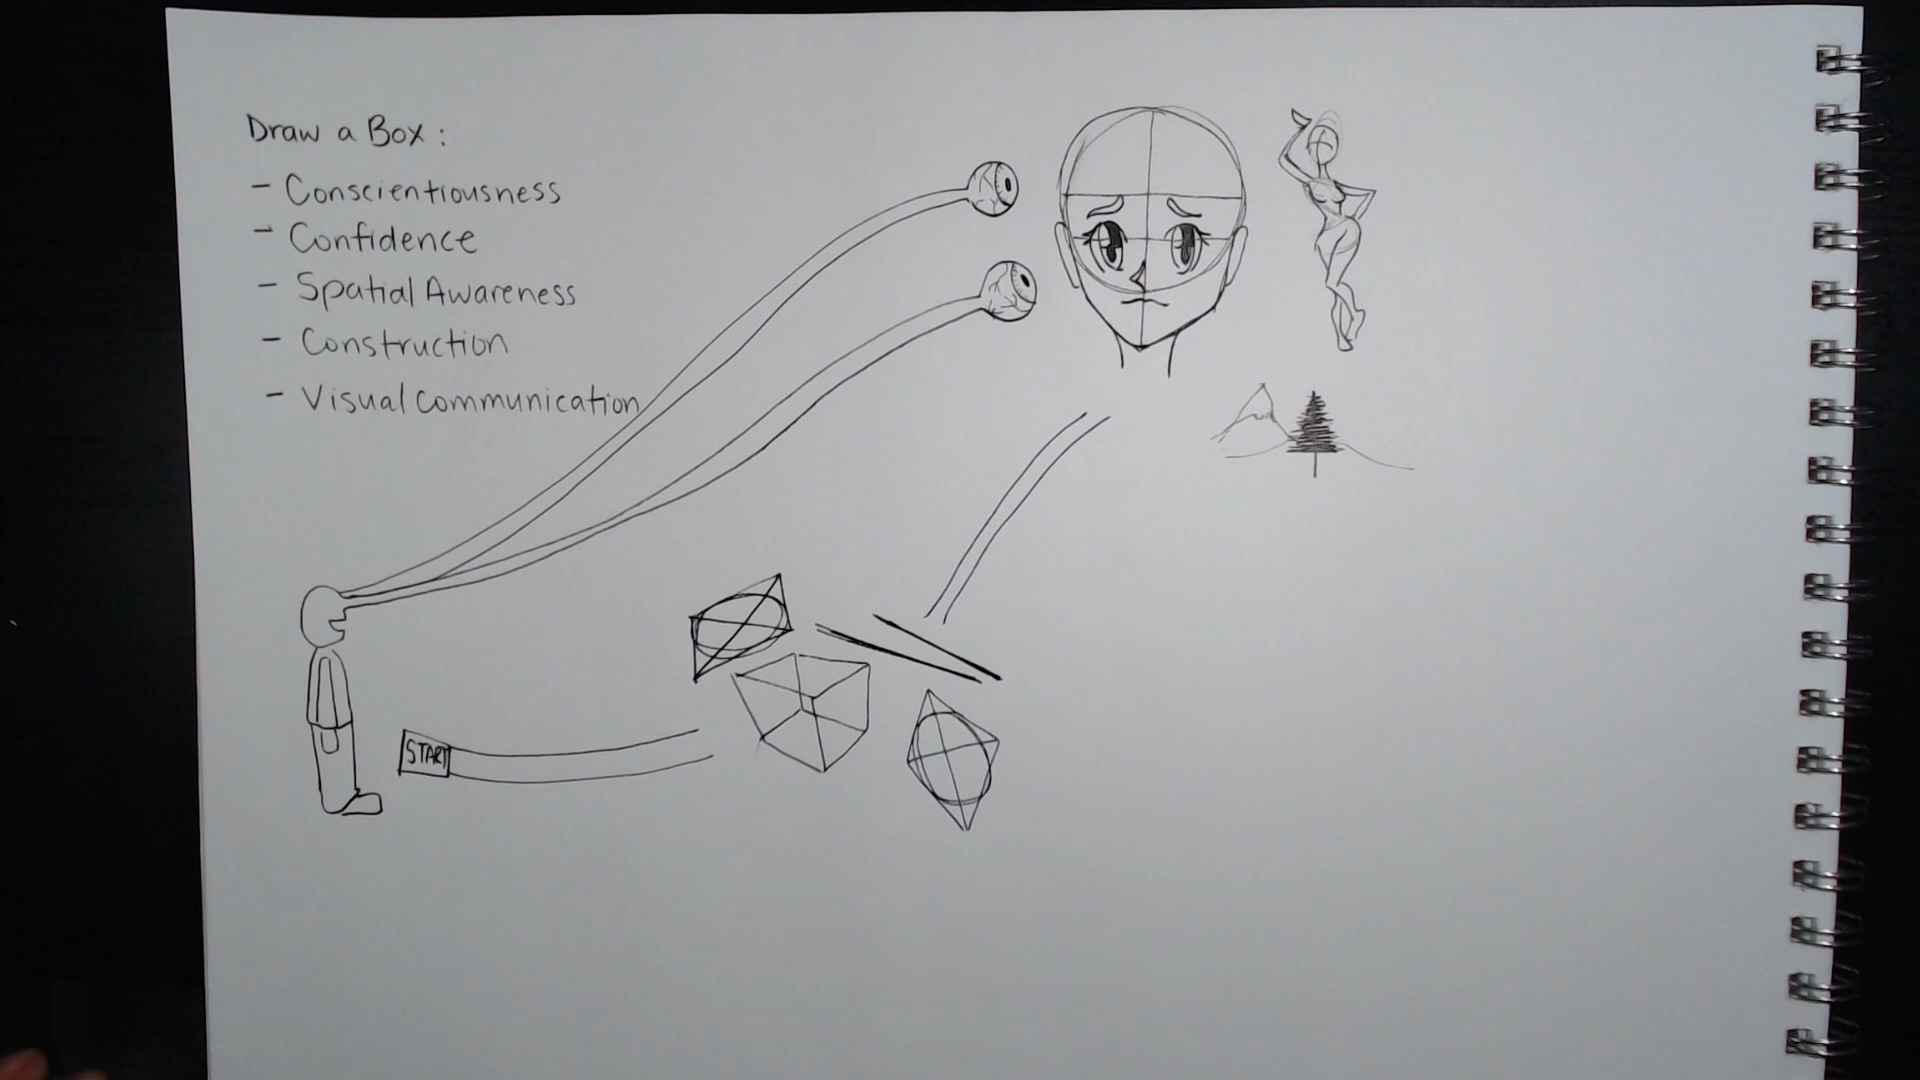 Draw a Box:
- Conscientiousness
- Confidence
- Spatial Awareness
- Construction
- Visual Communication
START